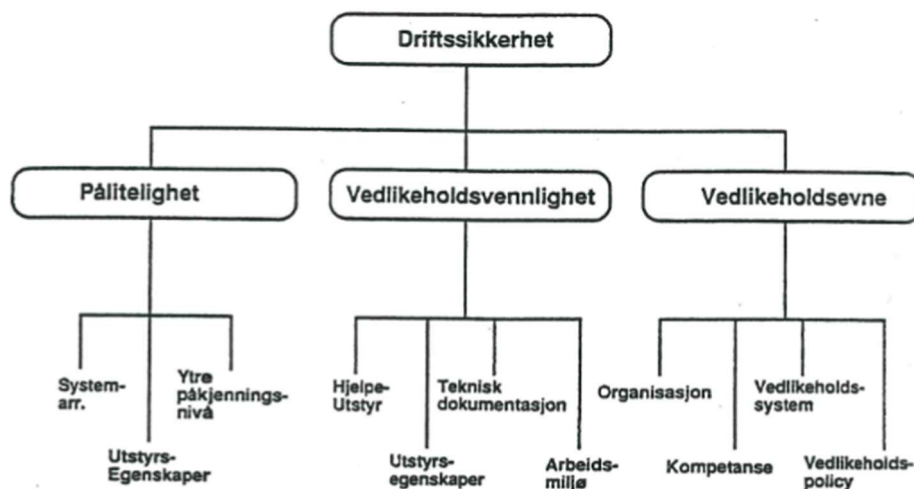 Driftssikkerhet
Pålitelighet
Vedlikeholdsvennlighet
Vedlikeholdsevne
System-
arr.
Ytre
påkjennings-
nivå
Utstyrs-
Egenskaper
Hjelpe-
Utstyr
Teknisk
dokumentasjon
Utstyrs-
egenskaper
Arbeids-
miljø
Organisasjon
Vedlikeholds-
system
Kompetanse
Vedlikeholds-
policy